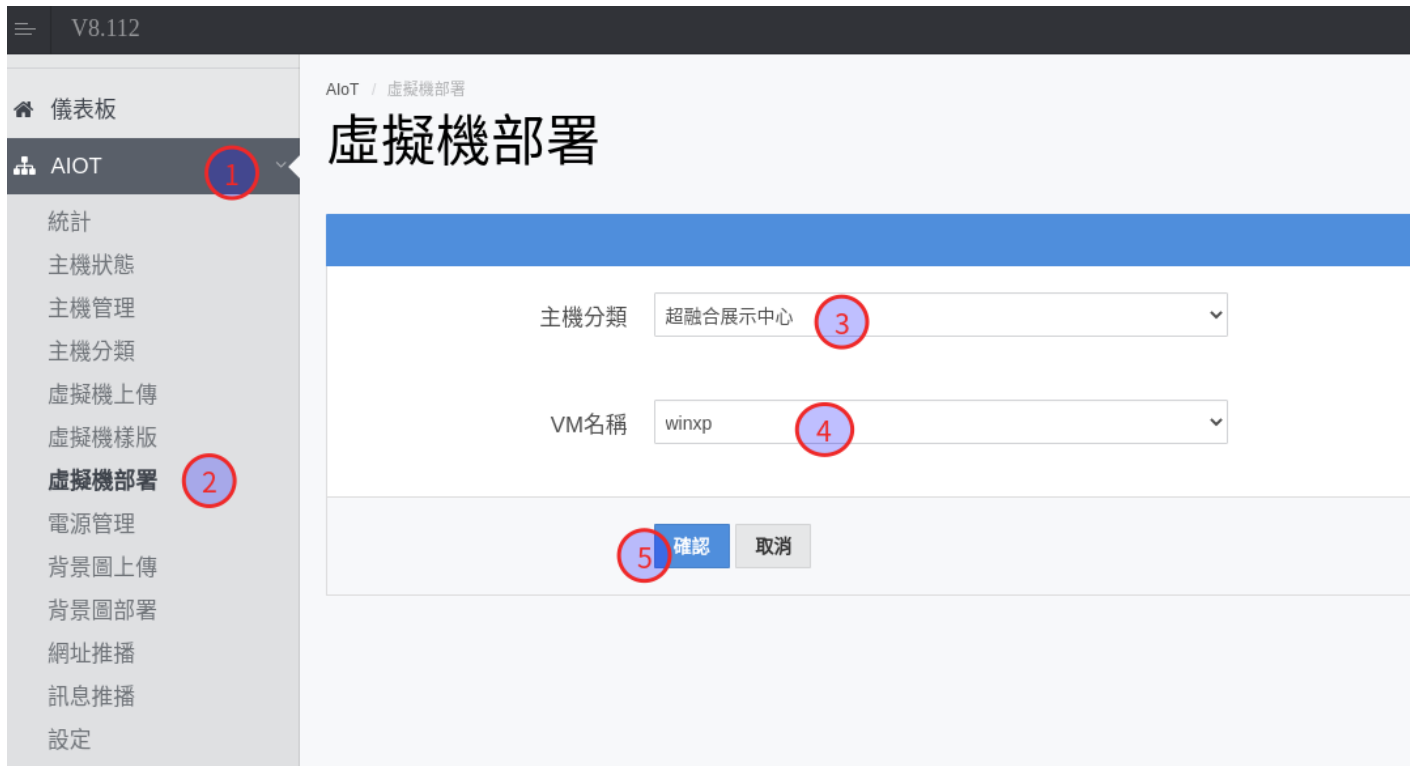 V8.112
儀表板
AIOT 1
統計
主機狀態
主機管理
主機分類
虛擬機上傳
虛擬機樣版
虛擬機部署 2
電源管理
背景圖上傳
背景圖部署
網址推播
訊息推播
設定
AIoT / 虛擬機部署
虛擬機部署
主機分類 超融合展示中心 3
VM名稱 winxp 4
5 確認 取消